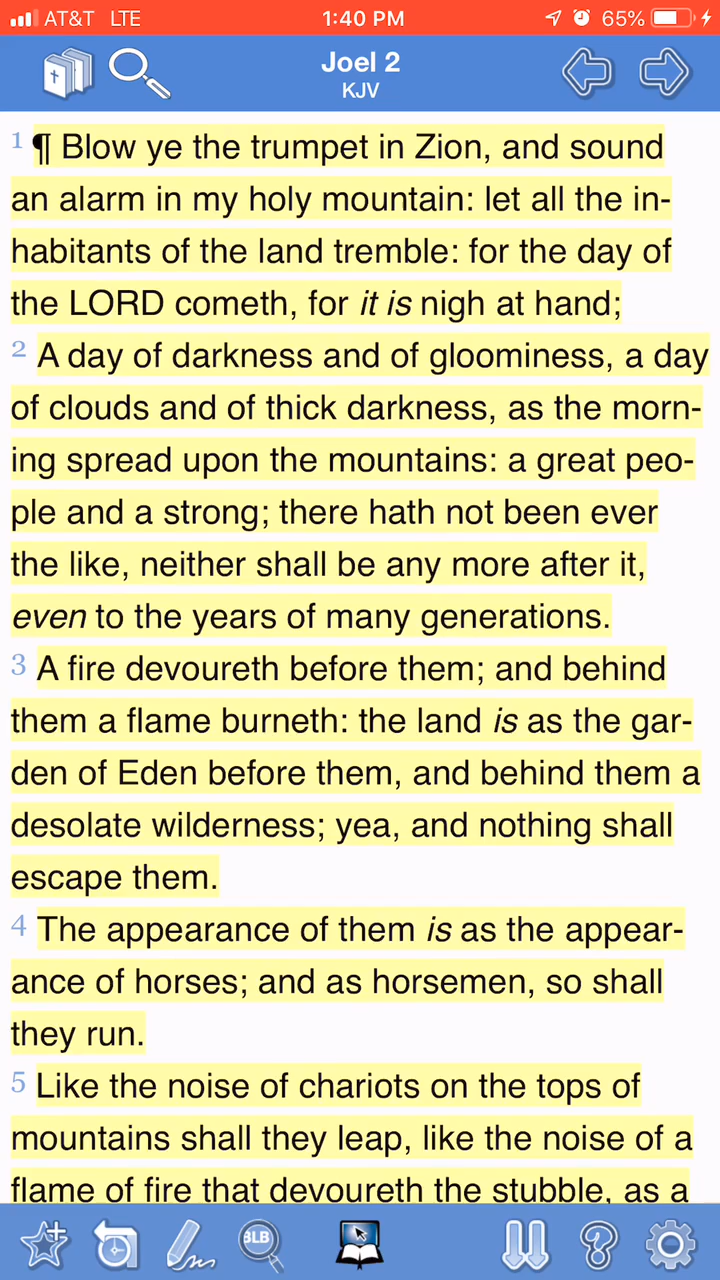 AT&T LTE 1:40 PM 65%
Joel 2
KJV
1 ¶ Blow ye the trumpet in Zion, and sound
an alarm in my holy mountain: let all the in-
habitants of the land tremble: for the day of
the LORD cometh, for it is nigh at hand;
2 A day of darkness and of gloominess, a day
of clouds and of thick darkness, as the morn-
ing spread upon the mountains: a great peo-
ple and a strong; there hath not been ever
the like, neither shall be any more after it,
even to the years of many generations.
3 A fire devoureth before them; and behind
them a flame burneth: the land is as the gar-
den of Eden before them, and behind them a
desolate wilderness; yea, and nothing shall
escape them.
4 The appearance of them is as the appear-
ance of horses; and as horsemen, so shall
they run.
5 Like the noise of chariots on the tops of
mountains shall they leap, like the noise of a
flame of fire that devoureth the stubble, as a
BLB